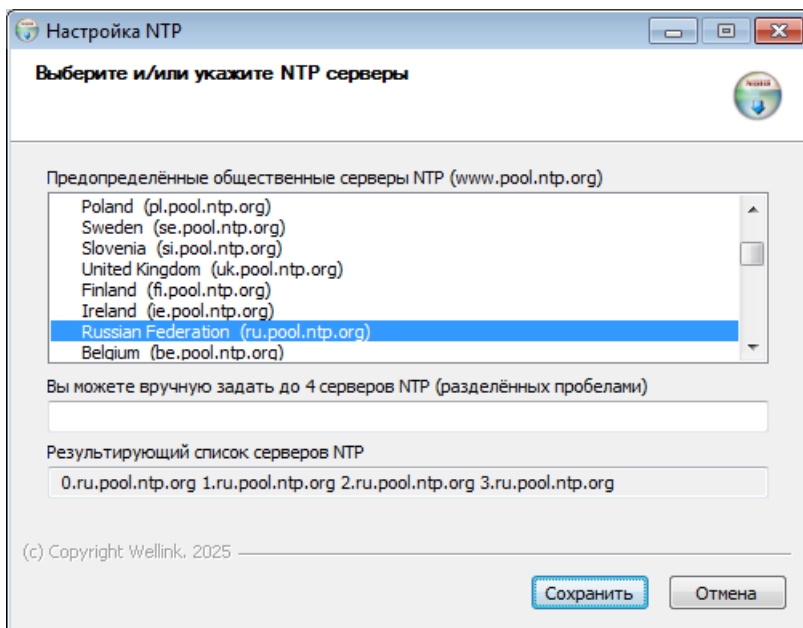 Настройка NTP
Выберите и/или укажите NTP серверы
Предопределённые общественные серверы NTP (www.pool.ntp.org)
Poland (pl.pool.ntp.org)
Sweden (se.pool.ntp.org)
Slovenia (si.pool.ntp.org)
United Kingdom (uk.pool.ntp.org)
Finland (fi.pool.ntp.org)
Ireland (ie.pool.ntp.org)
Russian Federation (ru.pool.ntp.org)
Belgium (be.pool.ntp.org)
Вы можете вручную задать до 4 серверов NTP (разделённых пробелами)
Результирующий список серверов NTP
0.ru.pool.ntp.org 1.ru.pool.ntp.org 2.ru.pool.ntp.org 3.ru.pool.ntp.org
(c) Copyright Wellink, 2025
Сохранить
Отмена